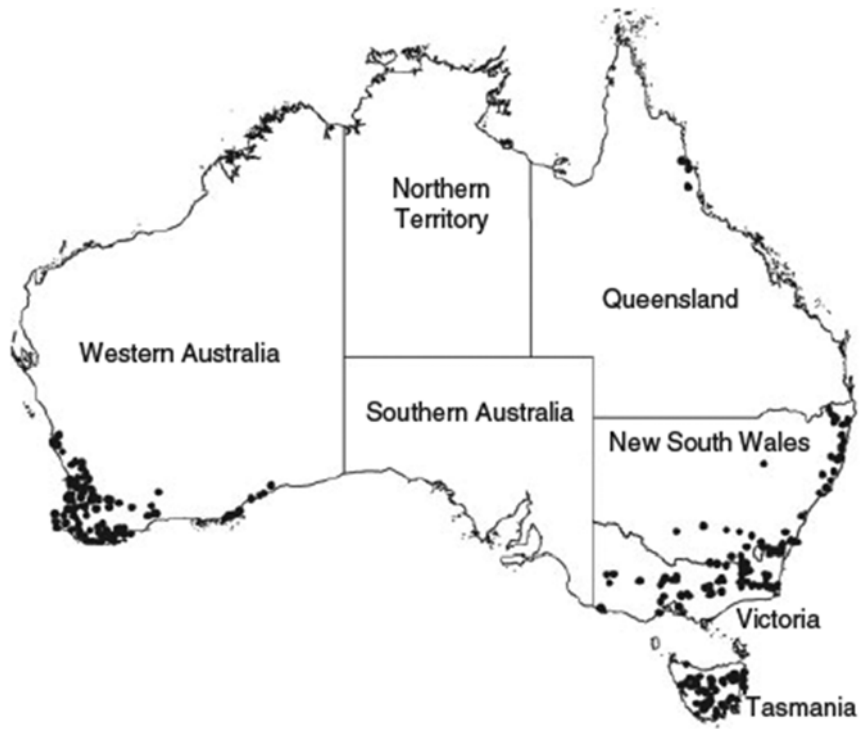 Northern
Territory
Queensland
Western Australia
Southern Australia
New South Wales
Victoria
Tasmania